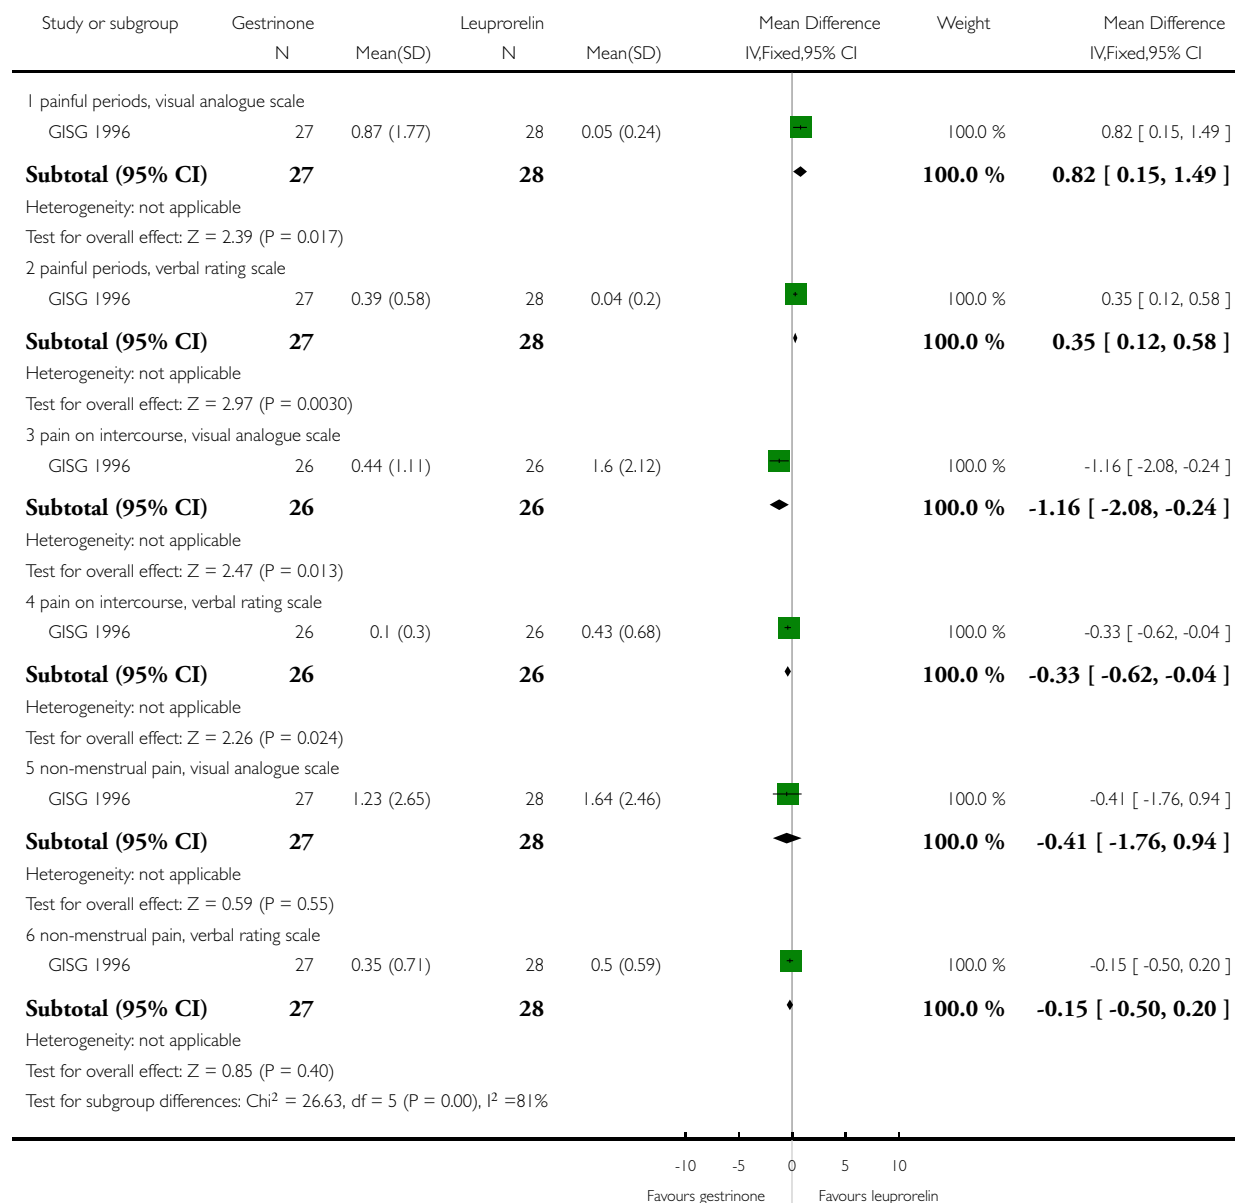 Study or subgroup Gestrinone Leuprorelin Mean Difference Weight Mean Difference
N Mean(SD) N Mean(SD) IV,Fixed,95% CI IV,Fixed,95% CI
1 painful periods, visual analogue scale
GISG 1996 27 0.87 (1.77) 28 0.05 (0.24) 100.0 % 0.82 [ 0.15, 1.49 ]
Subtotal (95% CI) 27 28 100.0 % 0.82 [ 0.15, 1.49 ]
Heterogeneity: not applicable
Test for overall effect: Z = 2.39 (P = 0.017)
2 painful periods, verbal rating scale
GISG 1996 27 0.39 (0.58) 28 0.04 (0.2) 100.0 % 0.35 [ 0.12, 0.58 ]
Subtotal (95% CI) 27 28 100.0 % 0.35 [ 0.12, 0.58 ]
Heterogeneity: not applicable
Test for overall effect: Z = 2.97 (P = 0.0030)
3 pain on intercourse, visual analogue scale
GISG 1996 26 0.44 (1.11) 26 1.6 (2.12) 100.0 % -1.16 [ -2.08, -0.24 ]
Subtotal (95% CI) 26 26 100.0 % -1.16 [ -2.08, -0.24 ]
Heterogeneity: not applicable
Test for overall effect: Z = 2.47 (P = 0.013)
4 pain on intercourse, verbal rating scale
GISG 1996 26 0.1 (0.3) 26 0.43 (0.68) 100.0 % -0.33 [ -0.62, -0.04 ]
Subtotal (95% CI) 26 26 100.0 % -0.33 [ -0.62, -0.04 ]
Heterogeneity: not applicable
Test for overall effect: Z = 2.26 (P = 0.024)
5 non-menstrual pain, visual analogue scale
GISG 1996 27 1.23 (2.65) 28 1.64 (2.46) 100.0 % -0.41 [ -1.76, 0.94 ]
Subtotal (95% CI) 27 28 100.0 % -0.41 [ -1.76, 0.94 ]
Heterogeneity: not applicable
Test for overall effect: Z = 0.59 (P = 0.55)
6 non-menstrual pain, verbal rating scale
GISG 1996 27 0.35 (0.71) 28 0.5 (0.59) 100.0 % -0.15 [ -0.50, 0.20 ]
Subtotal (95% CI) 27 28 100.0 % -0.15 [ -0.50, 0.20 ]
Heterogeneity: not applicable
Test for overall effect: Z = 0.85 (P = 0.40)
Test for subgroup differences: Chi² = 26.63, df = 5 (P = 0.00), I² =81%
-10 -5 0 5 10
Favours gestrinone Favours leuprorelin